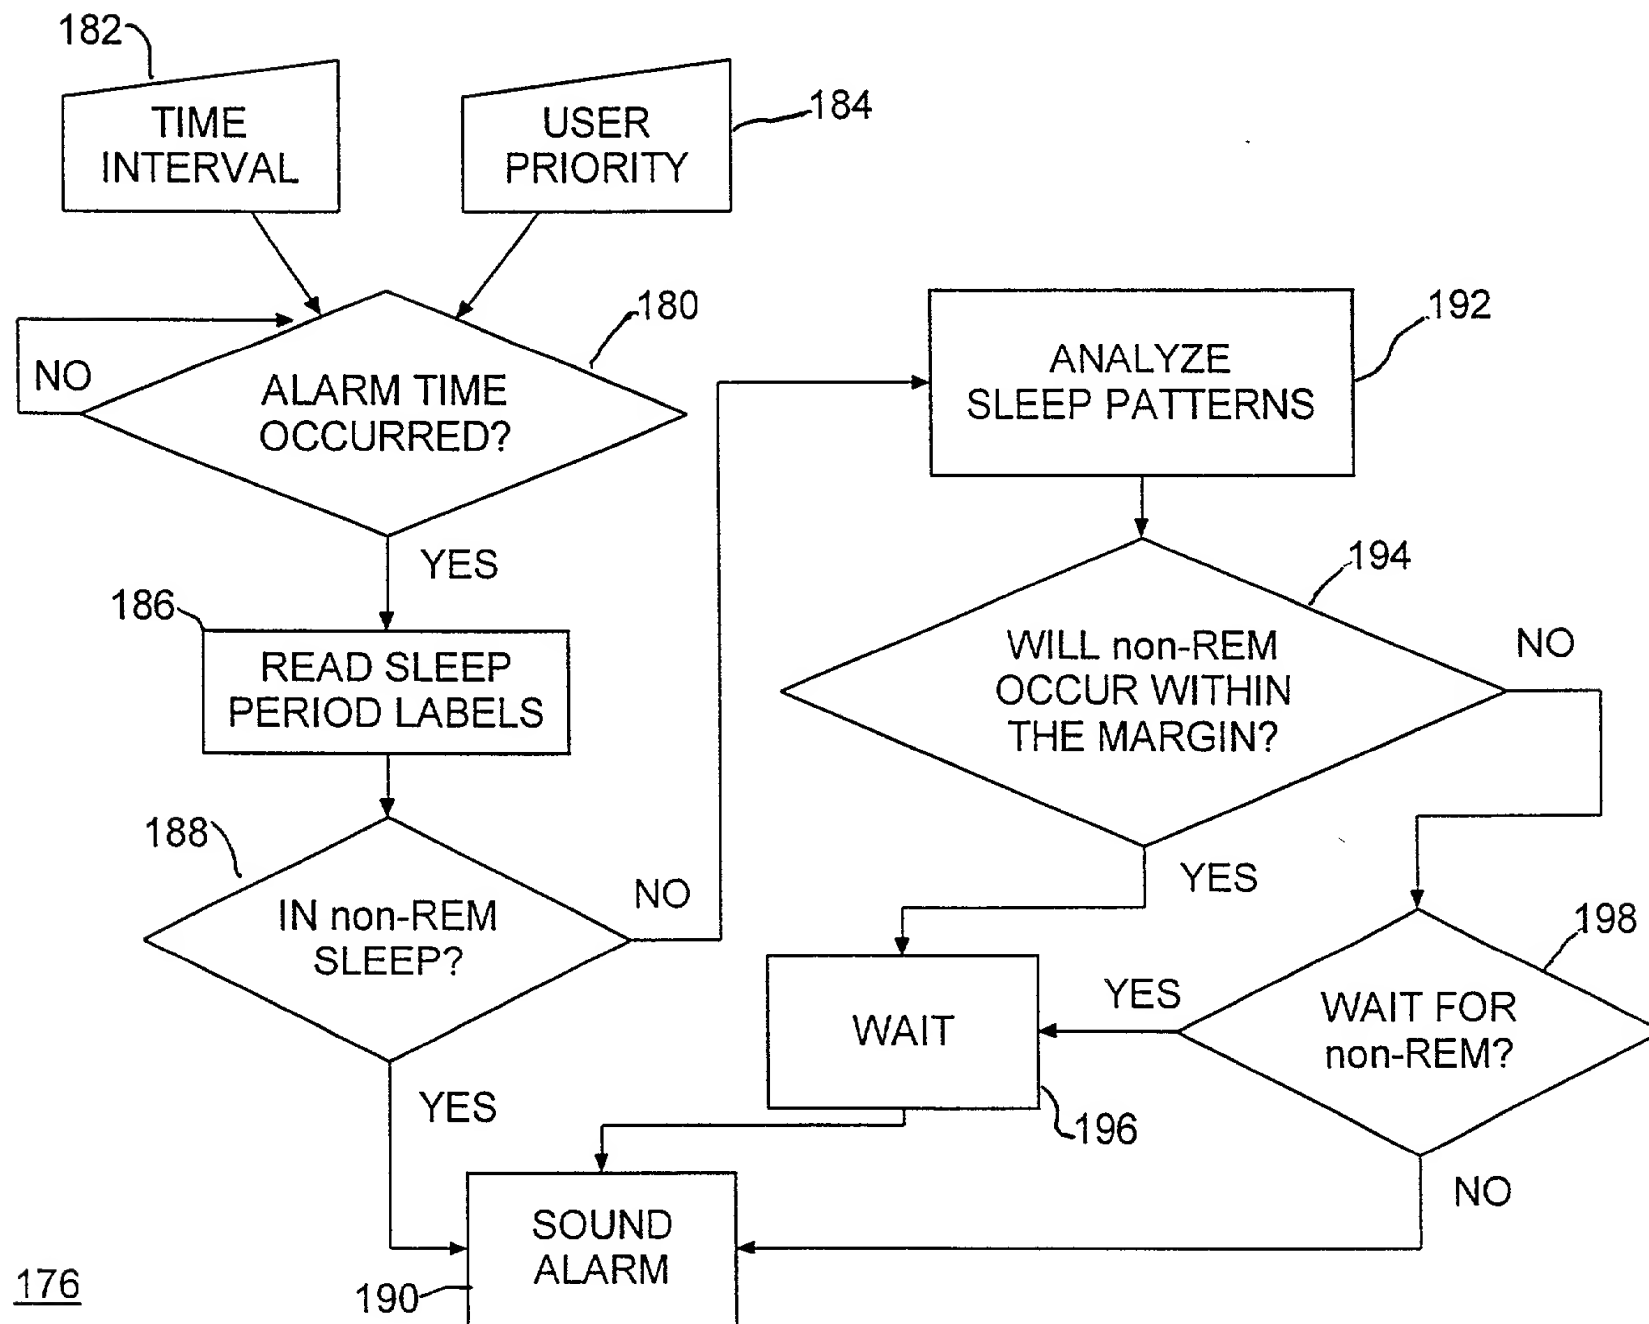 182
TIME
INTERVAL
USER
PRIORITY
184
180
NO
ALARM TIME
OCCURRED?
YES
192
ANALYZE
SLEEP PATTERNS
186
READ SLEEP
PERIOD LABELS
194
WILL non-REM
OCCUR WITHIN
THE MARGIN?
NO
YES
188
IN non-REM
SLEEP?
NO
YES
WAIT
196
YES
198
WAIT FOR
non-REM?
NO
SOUND
ALARM
190
176